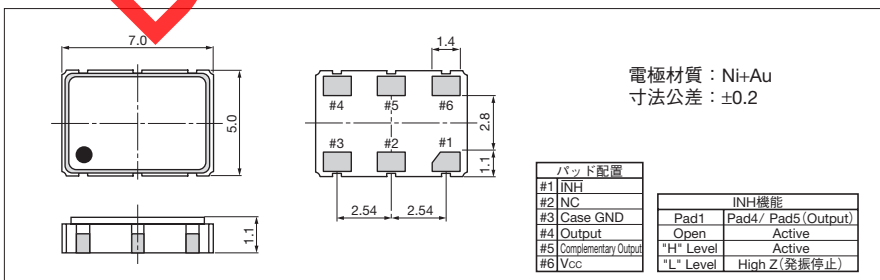 7.0
5.0
1.1
1.4
#4 #5 #6
#3 #2 #1
2.8
1.1
2.54 2.54
電極材質：Ni+Au
寸法公差：±0.2
パッド配置
#1 INH
#2 NC
#3 Case GND
#4 Output
#5 Complementary Output
#6 Vcc
INH機能
Pad1 Pad4/ Pad5(Output)
Open Active
"H" Level Active
"L" Level High Z(発振停止)